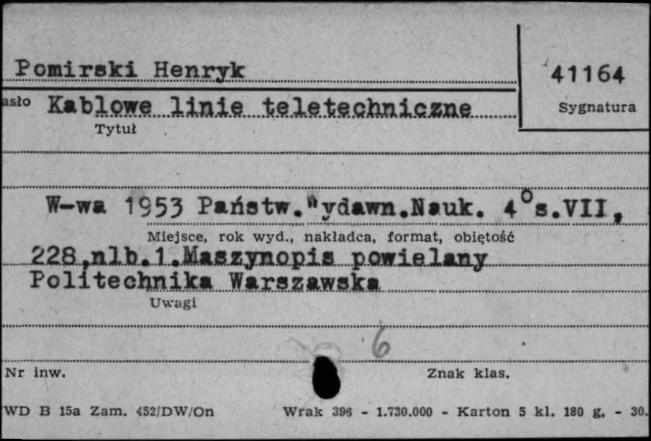 Pomirski Henryk
41164
asło Kablowe linie teletechniczne
Sygnatura
Tytuł
W-wa 1953 Państw.Wydawn.Nauk. 4° s.VII,
Miejsce, rok wyd., nakładca, format, objętość
228,nlb.1.Maszynopis powielany
Politechnika Warszawska
Uwagi
6
Nr inw.
Znak klas.
WD B 15a Zam. 452/DW/On
Wrak 396 - 1.730.000 - Karton 5 kl. 180 g. - 30.